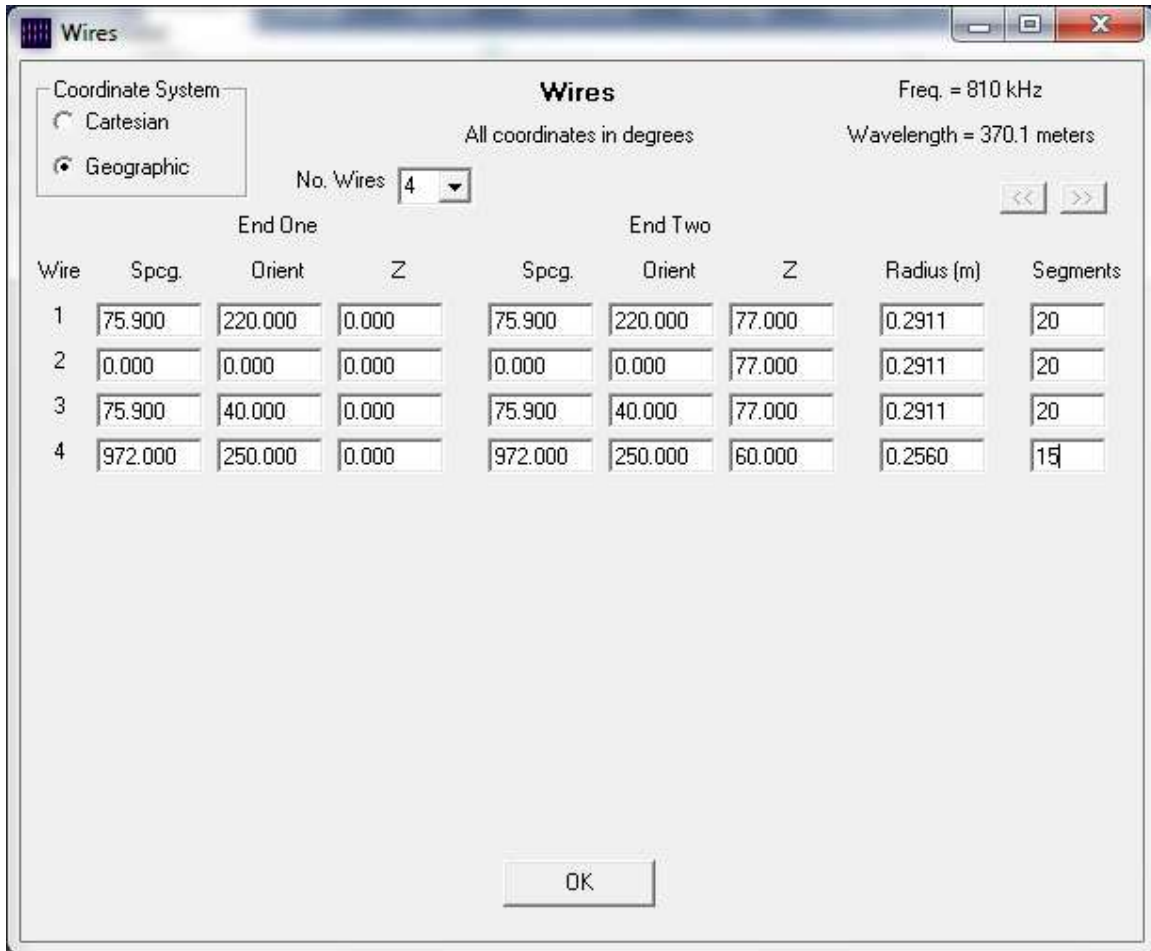 Wires
Coordinate System
Cartesian
Geographic
Wires
All coordinates in degrees
Freq. = 810 kHz
Wavelength = 370.1 meters
No. Wires 4
<< >>
End One End Two
Wire Spcg. Orient Z Spcg. Orient Z Radius (m) Segments
1 75.900 220.000 0.000 75.900 220.000 77.000 0.2911 20
2 0.000 0.000 0.000 0.000 0.000 77.000 0.2911 20
3 75.900 40.000 0.000 75.900 40.000 77.000 0.2911 20
4 972.000 250.000 0.000 972.000 250.000 60.000 0.2560 15
OK